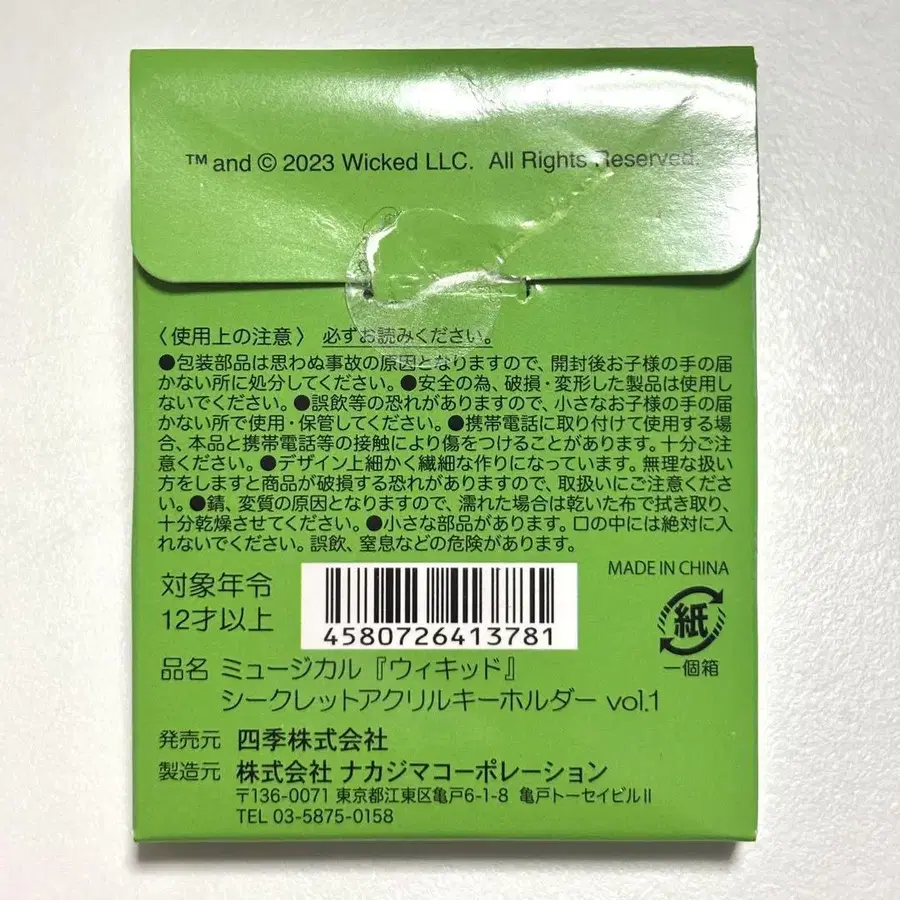 ™ and © 2023 Wicked LLC. All Rights Reserved.
〈使用上の注意〉 必ずお読みください。
●包装部品は思わぬ事故の原因となりますので、開封後お子様の手の届
かない所に処分してください。●安全の為、破損・変形した製品は使用し
ないでください。●誤飲等の恐れがありますので、小さなお子様の手の届
かない所で使用・保管してください。●携帯電話に取り付けて使用する場
合、本品と携帯電話等の接触により傷をつけることがあります。十分ご注
意ください。●デザイン上細かく繊細な作りになっています。無理な扱い
方をしますと商品が破損する恐れがありますので、取扱いにご注意くださ
い。●錆、変質の原因となりますので、濡れた場合は乾いた布で拭き取り、
十分乾燥させてください。●小さな部品があります。口の中には絶対に入
れないでください。誤飲、窒息などの危険があります。
MADE IN CHINA
対象年令
12才以上
4580726413781
紙
一個箱
品名 ミュージカル『ウィキッド』
シークレットアクリルキーホルダー vol.1
発売元 四季株式会社
製造元 株式会社 ナカジマコーポレーション
〒136-0071 東京都江東区亀戸6-1-8 亀戸トーセイビルⅡ
TEL 03-5875-0158